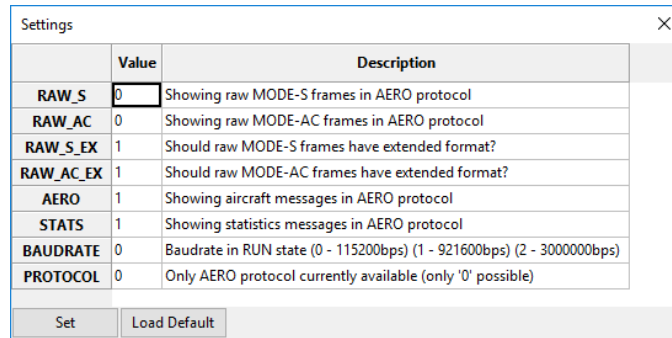 Settings
Value Description
RAW_S 0 Showing raw MODE-S frames in AERO protocol
RAW_AC 0 Showing raw MODE-AC frames in AERO protocol
RAW_S_EX 1 Should raw MODE-S frames have extended format?
RAW_AC_EX 1 Should raw MODE-AC frames have extended format?
AERO 1 Showing aircraft messages in AERO protocol
STATS 1 Showing statistics messages in AERO protocol
BAUDRATE 0 Baudrate in RUN state (0 - 115200bps) (1 - 921600bps) (2 - 3000000bps)
PROTOCOL 0 Only AERO protocol currently available (only '0' possible)
Set Load Default